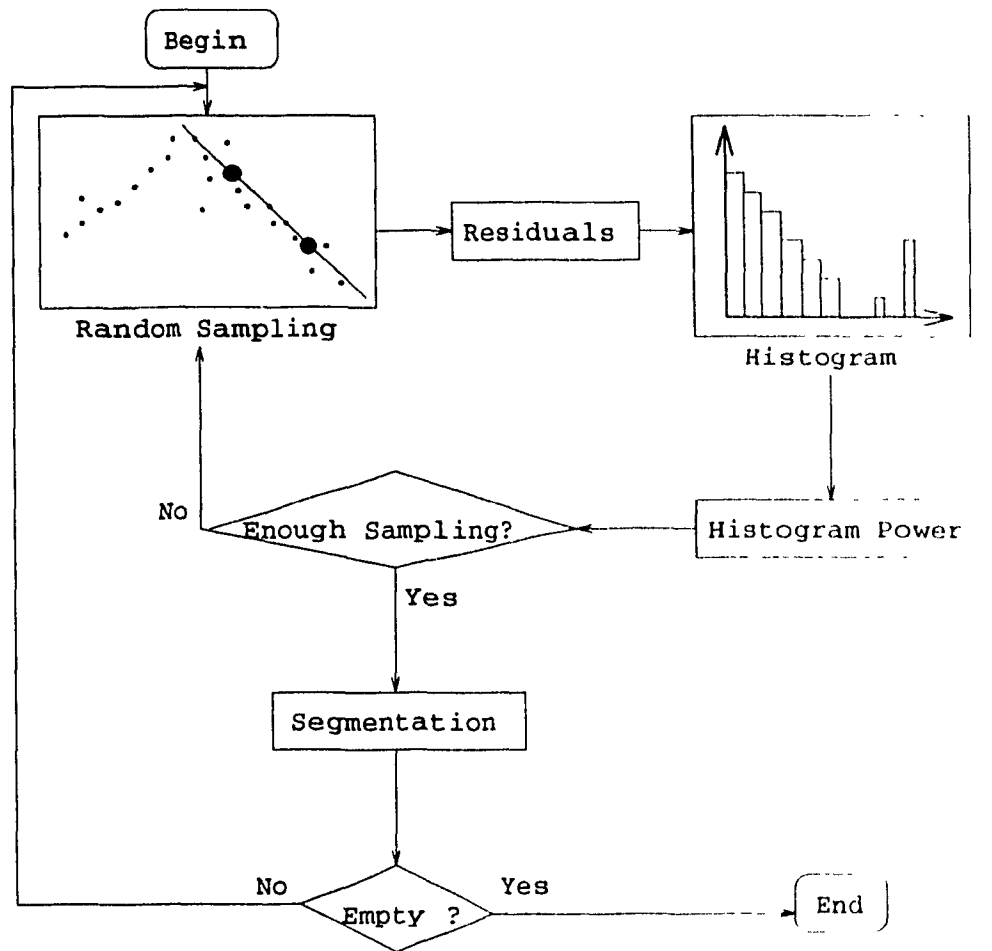 Begin
Random Sampling
Residuals
Histogram
Histogram Power
Enough Sampling?
No
Yes
Segmentation
Empty ?
No
Yes
End